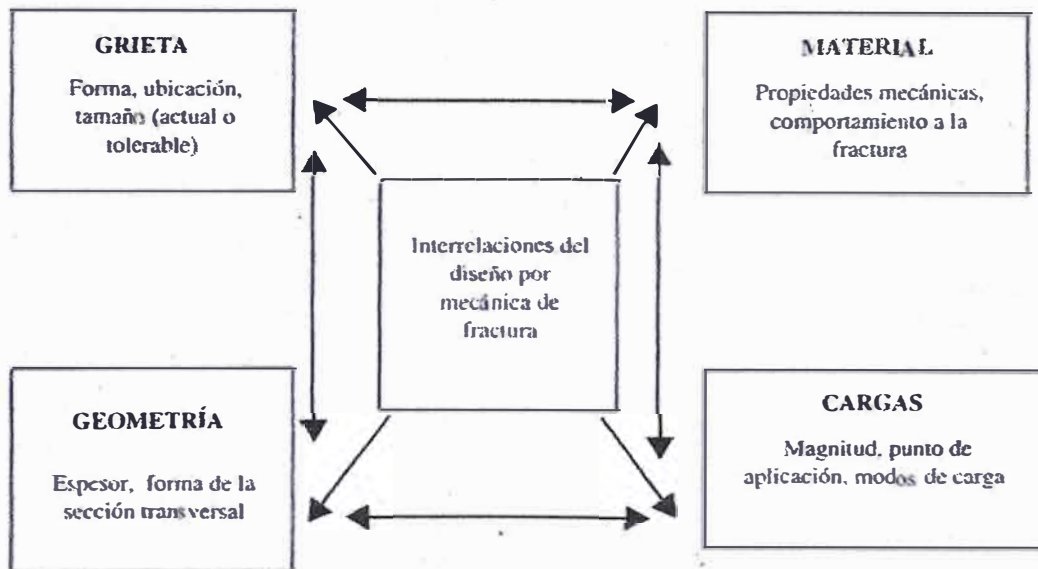 GRIETA
Forma, ubicación,
tamaño (actual o
tolerable)
MATERIAL
Propiedades mecánicas,
comportamiento a la
fractura
Interrelaciones del
diseño por
mecánica de
fractura
GEOMETRÍA
Espesor, forma de la
sección transversal
CARGAS
Magnitud, punto de
aplicación, modos de carga